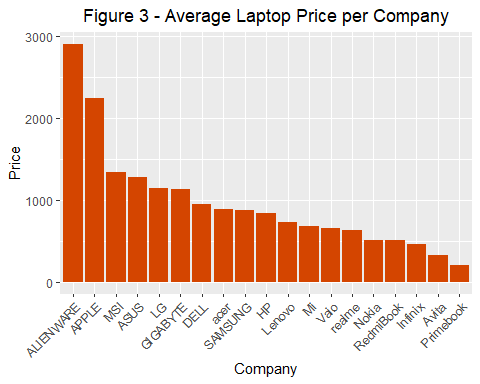 Figure 3 - Average Laptop Price per Company
Price
3000
2000
1000
0
ALIENWARE
APPLE
MSI
ASUS
LG
GIGABYTE
DELL
acer
SAMSUNG
HP
Lenovo
Mi
Vaio
realme
Nokia
RedmiBook
Infinix
Avita
Primebook
Company